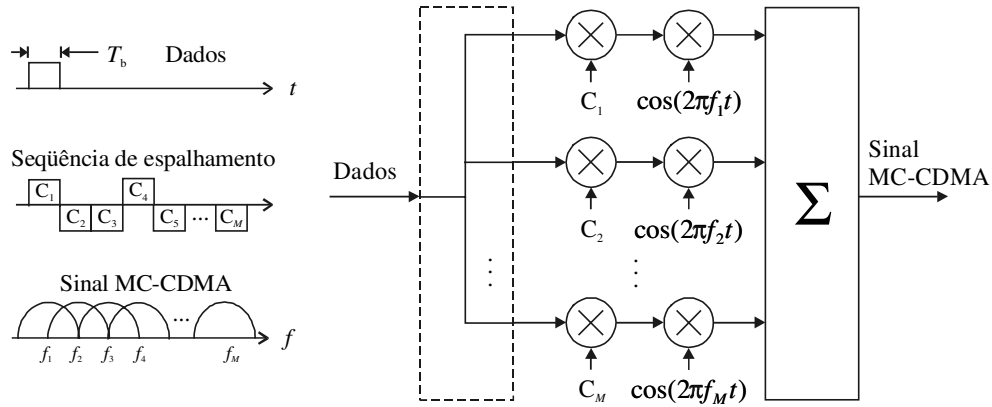 T_b Dados
t
Seqüência de espalhamento
C_1 C_2 C_3 C_4 C_5 ... C_M
Sinal MC-CDMA
...
f
f_1 f_2 f_3 f_4 f_M
Dados
C_1 cos(2πf_1t)
C_2 cos(2πf_2t)
C_M cos(2πf_Mt)
Σ
Sinal
MC-CDMA